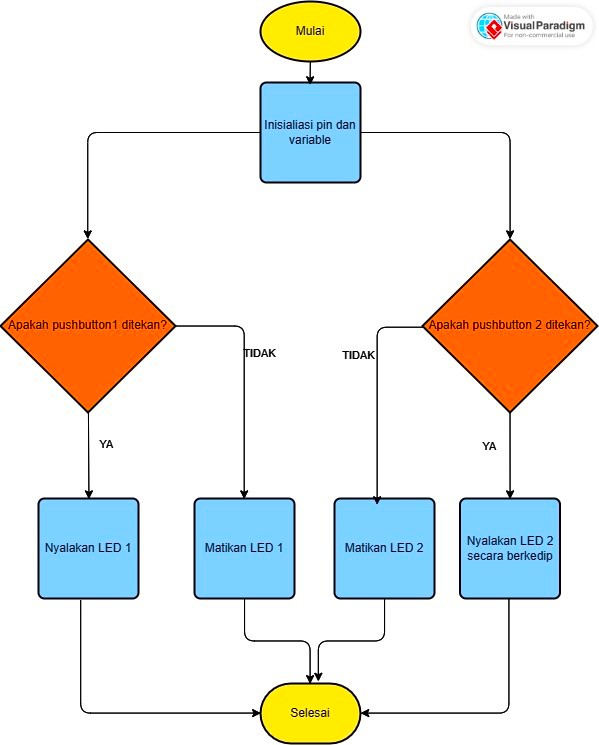 Made with
Visual Paradigm
For non-commercial use
Mulai
Inisialiasi pin dan
variable
Apakah pushbutton1 ditekan?
Apakah pushbutton 2 ditekan?
TIDAK
TIDAK
YA
YA
Nyalakan LED 1
Matikan LED 1
Matikan LED 2
Nyalakan LED 2
secara berkedip
Selesai